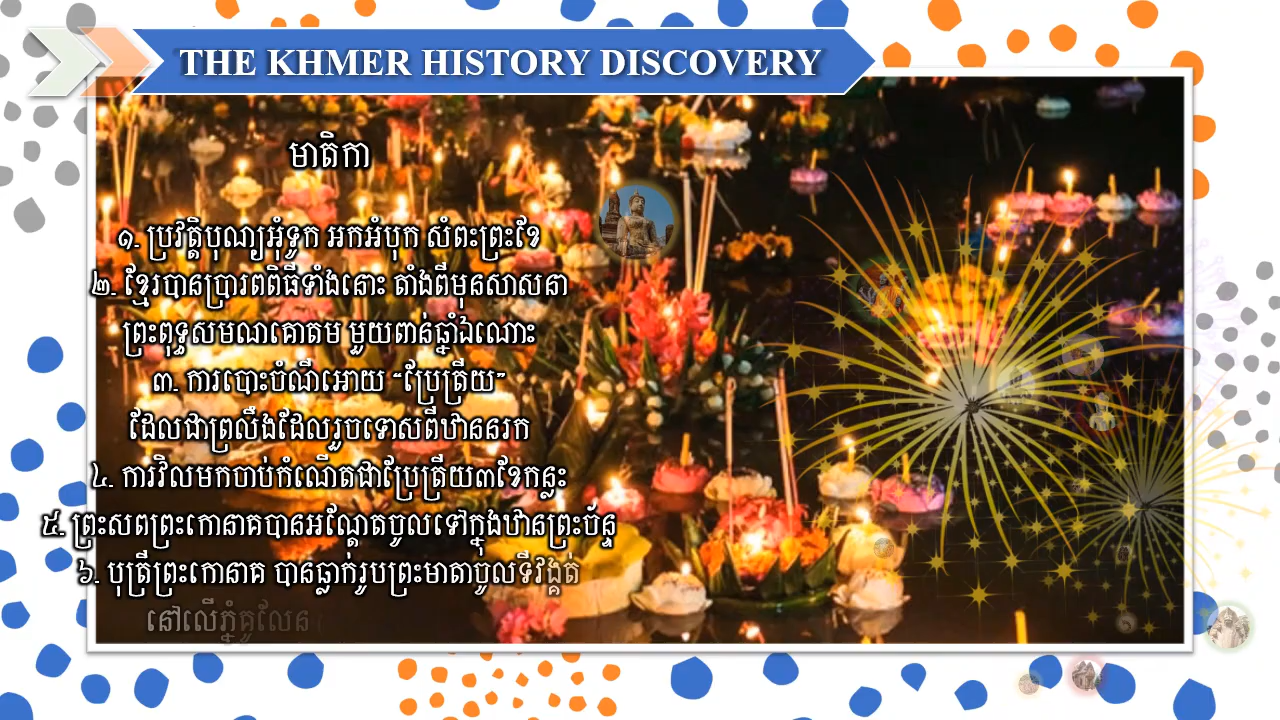 THE KHMER HISTORY DISCOVERY
មាតិកា
១. ប្រវត្តិបុណ្យអុំទូក អកអំបុក សំពះព្រះខែ
២. ខ្មែរបានប្រារពពិធីទាំងនោះ តាំងពីមុនសាសនា
ព្រះពុទ្ធសមណគោតម មួយពាន់ឆ្នាំឯណោះ
៣. ការបោះបំណីអោយ “ប្រែត្រីយ”
ដែលជាព្រលឹងដែលរួចទោសពីឋាននរក
៤. ការវិលមកចាប់កំណើតជាប្រែត្រីយ៣ខែកន្លះ
៥. ព្រះសពព្រះកោនាគបានអណ្តែតចូលទៅក្នុងឋានព្រះច័ន្ទ
៦. បុត្រីព្រះកោនាគ បានធ្លាក់រូបព្រះមាតាចូលទីវង្គត់
នៅលើភ្នំគូលែន (